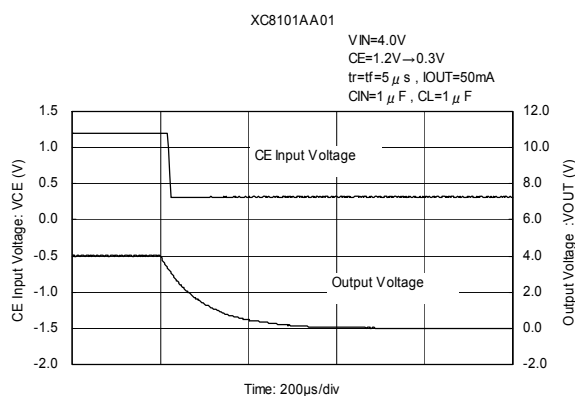 XC8101AA01
VIN=4.0V
CE=1.2V→0.3V
tr=tf=5μs , IOUT=50mA
CIN=1μF , CL=1μF
1.5
1.0
0.5
0.0
-0.5
-1.0
-1.5
-2.0
CE Input Voltage: VCE (V)
CE Input Voltage
Output Voltage
12.0
10.0
8.0
6.0
4.0
2.0
0.0
-2.0
Output Voltage :VOUT (V)
Time: 200μs/div